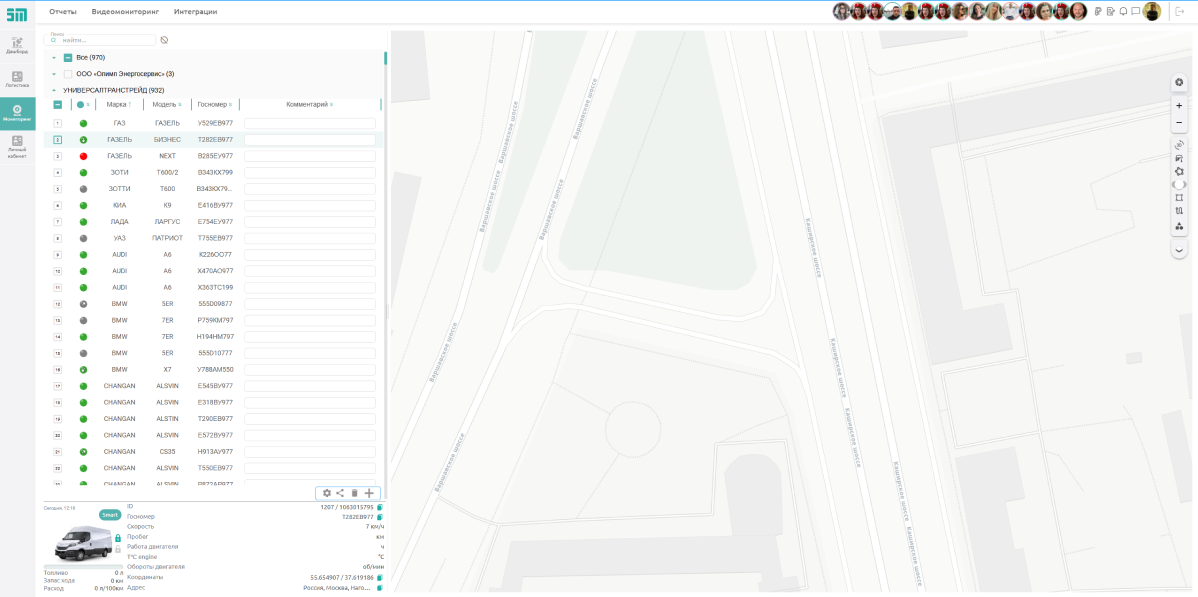 Отчеты Видеомониторинг Интеграции
Дашборд
Логистика
Мониторинг
Личный кабинет
Поиск
найти...
Все (970)
ООО «Олимп Энергосервис» (3)
УНИВЕРСАЛТРАНСТРЕЙД (932)
Марка Модель Госномер Комментарий
1 ГАЗ ГАЗЕЛЬ У529ЕВ977
2 ГАЗЕЛЬ БИЗНЕС Т282ЕВ977
3 ГАЗЕЛЬ NEXT В285ЕУ977
4 ЗОТИ Т600/2 В343КХ799
5 ЗОТТИ Т600 В343КХ79...
6 КИА К9 Е416ВУ977
7 ЛАДА ЛАРГУС Е754ЕУ977
8 УАЗ ПАТРИОТ Т755ЕВ977
9 AUDI A6 К226ОО77
10 AUDI A6 Х470АО977
11 AUDI A6 Х363ТС199
12 BMW 5ER 555D09877
13 BMW 7ER Р759КМ797
14 BMW 7ER Н194НМ797
15 BMW 5ER 555D10777
16 BMW X7 У788АМ550
17 CHANGAN ALSVIN Е545ВУ977
18 CHANGAN ALSVIN Е318ВУ977
19 CHANGAN ALSTIN Т290ЕВ977
20 CHANGAN ALSVIN Е572ВУ977
21 CHANGAN CS35 Н913АУ977
22 CHANGAN ALSVIN Т550ЕВ977
CHANGAN ALSVIN Р877АР977
Сегодня, 12:16
Smart
ID 1207 / 1063015795
Госномер Т282ЕВ977
Скорость 7 км/ч
Пробег км
Работа двигателя ч
T°C engine °C
Обороты двигателя об/мин
Координаты 55.654907 / 37.619186
Адрес Россия, Москва, Наго...
Топливо 0 л
Запас хода 0 км
Расход 0 л/100км
Варшавское шоссе
Варшавское шоссе
Варшавское шоссе
Варшавское шоссе
Варшавское шоссе
Варшавское шоссе
Каширское шоссе
Каширское шоссе
Каширское шоссе
Каширское шоссе
Каширское шоссе